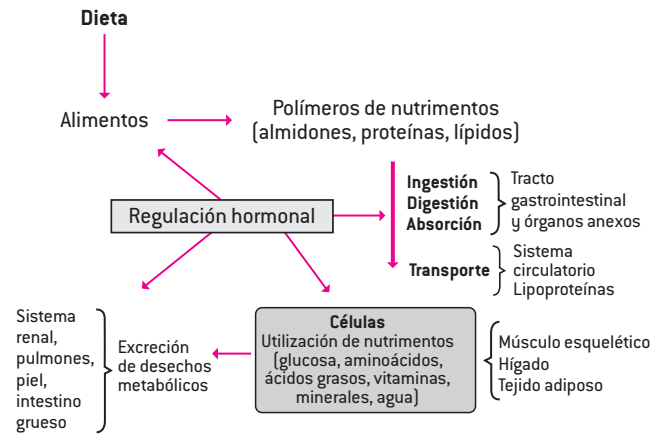 Dieta
Alimentos
Polímeros de nutrimentos
(almidones, proteínas, lípidos)
Ingestión
Digestión
Absorción
Tracto
gastrointestinal
y órganos anexos
Regulación hormonal
Transporte
Sistema
circulatorio
Lipoproteínas
Células
Utilización de nutrimentos
(glucosa, aminoácidos,
ácidos grasos, vitaminas,
minerales, agua)
Músculo esquelético
Hígado
Tejido adiposo
Excreción
de desechos
metabólicos
Sistema
renal,
pulmones,
piel,
intestino
grueso